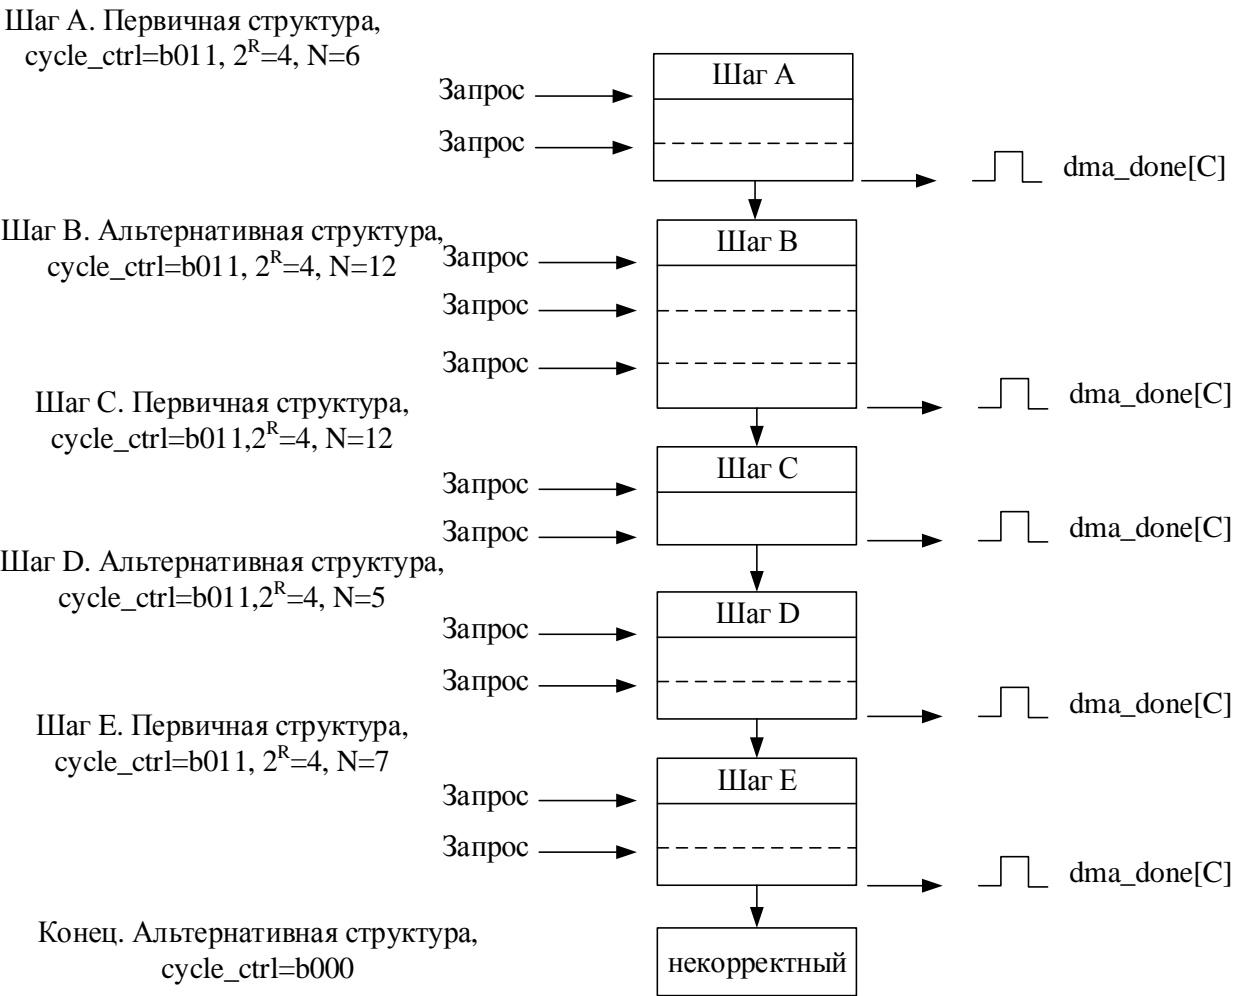 Шаг A. Первичная структура,
cycle_ctrl=b011, 2^R=4, N=6
Шаг A
Запрос
Запрос
dma_done[C]
Шаг B. Альтернативная структура,
cycle_ctrl=b011, 2^R=4, N=12
Шаг B
Запрос
Запрос
Запрос
dma_done[C]
Шаг C. Первичная структура,
cycle_ctrl=b011,2^R=4, N=12
Шаг C
Запрос
Запрос
dma_done[C]
Шаг D. Альтернативная структура,
cycle_ctrl=b011,2^R=4, N=5
Шаг D
Запрос
Запрос
dma_done[C]
Шаг E. Первичная структура,
cycle_ctrl=b011, 2^R=4, N=7
Шаг E
Запрос
Запрос
dma_done[C]
Конец. Альтернативная структура,
cycle_ctrl=b000
некорректный